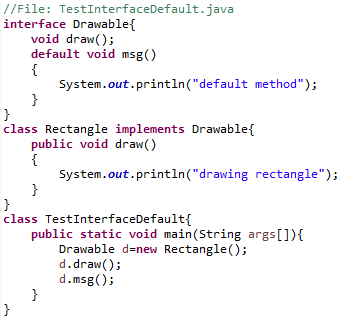 //File: TestInterfaceDefault.java
interface Drawable{
    void draw();
    default void msg()
    {
        System.out.println("default method");
    }
}
class Rectangle implements Drawable{
    public void draw()
    {
        System.out.println("drawing rectangle");
    }
}
class TestInterfaceDefault{
    public static void main(String args[]){
        Drawable d=new Rectangle();
        d.draw();
        d.msg();
    }
}